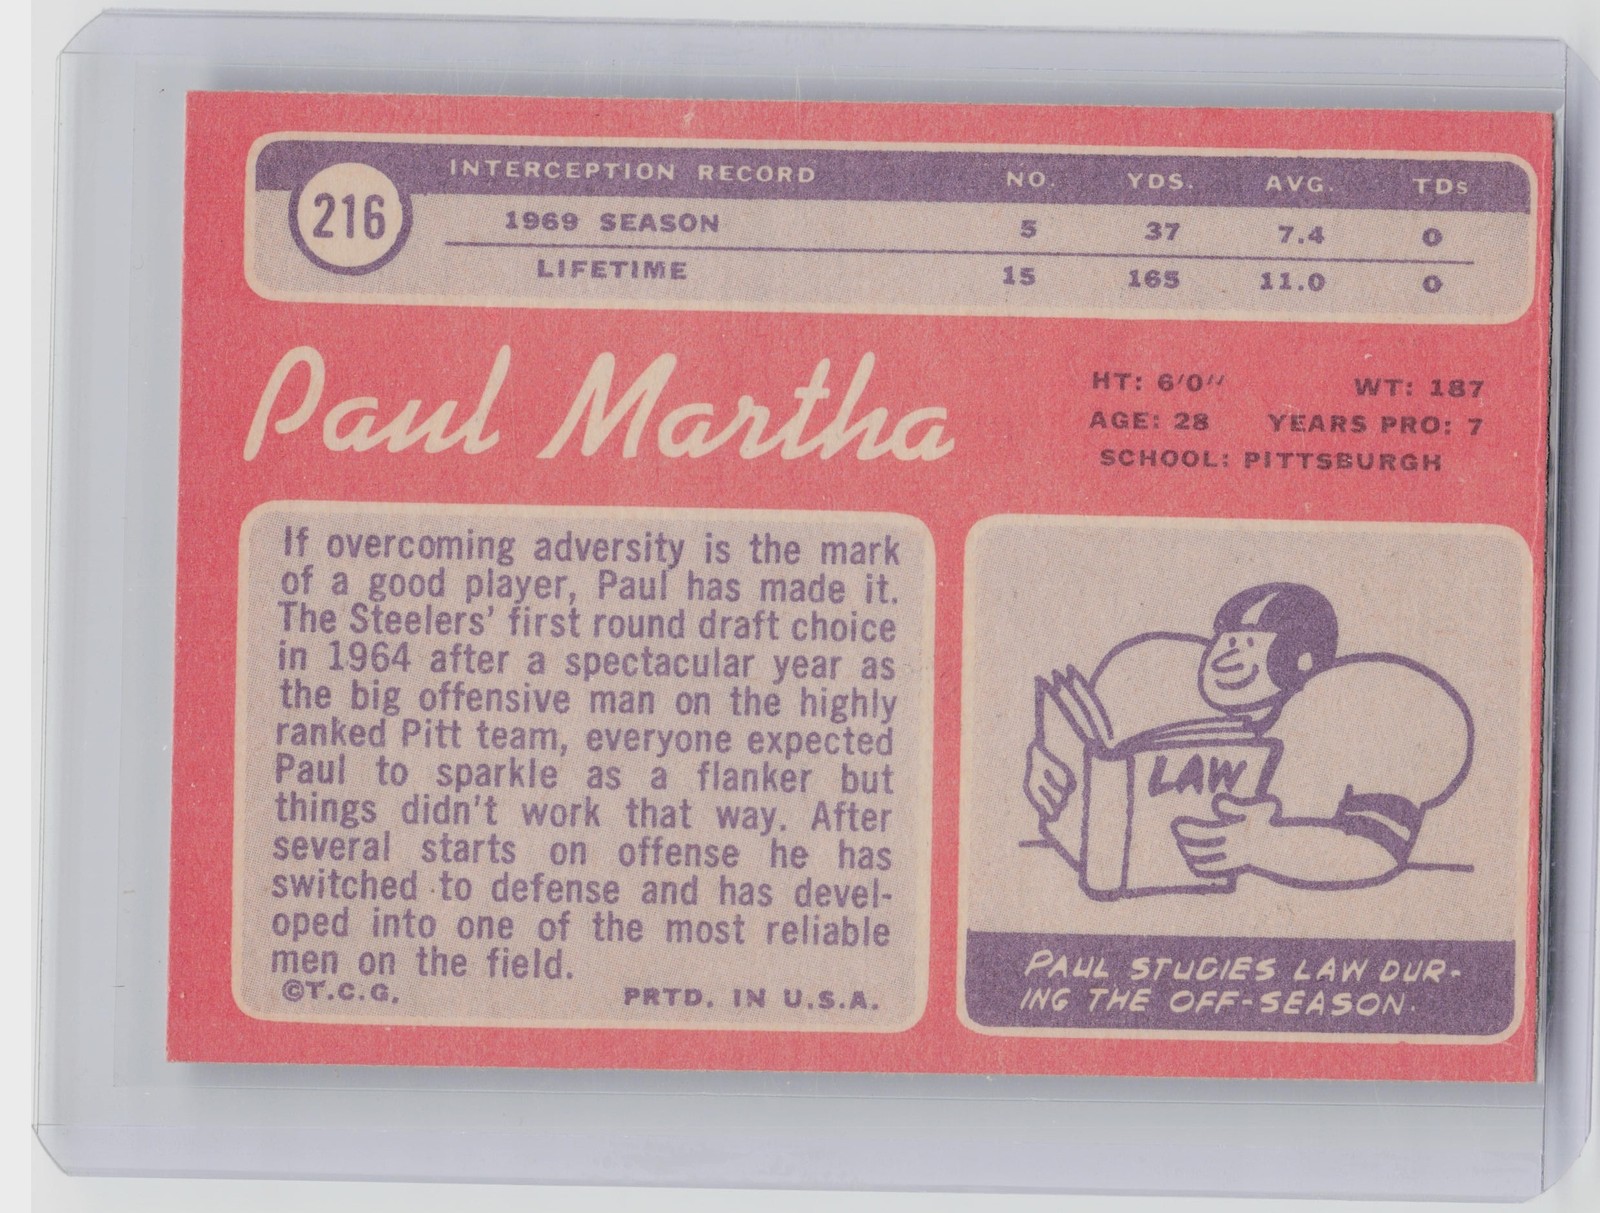 INTERCEPTION RECORD NO. YDS. AVG. TDs
216
1969 SEASON 5 37 7.4 0
LIFETIME 15 165 11.0 0
Paul Martha
HT: 6'0" WT: 187
AGE: 28 YEARS PRO: 7
SCHOOL: PITTSBURGH
If overcoming adversity is the mark
of a good player, Paul has made it.
The Steelers' first round draft choice
in 1964 after a spectacular year as
the big offensive man on the highly
ranked Pitt team, everyone expected
Paul to sparkle as a flanker but
things didn't work that way. After
several starts on offense he has
switched to defense and has devel-
oped into one of the most reliable
men on the field.
©T.C.G. PRTD. IN U.S.A.
LAW
PAUL STUDIES LAW DUR-
ING THE OFF-SEASON.